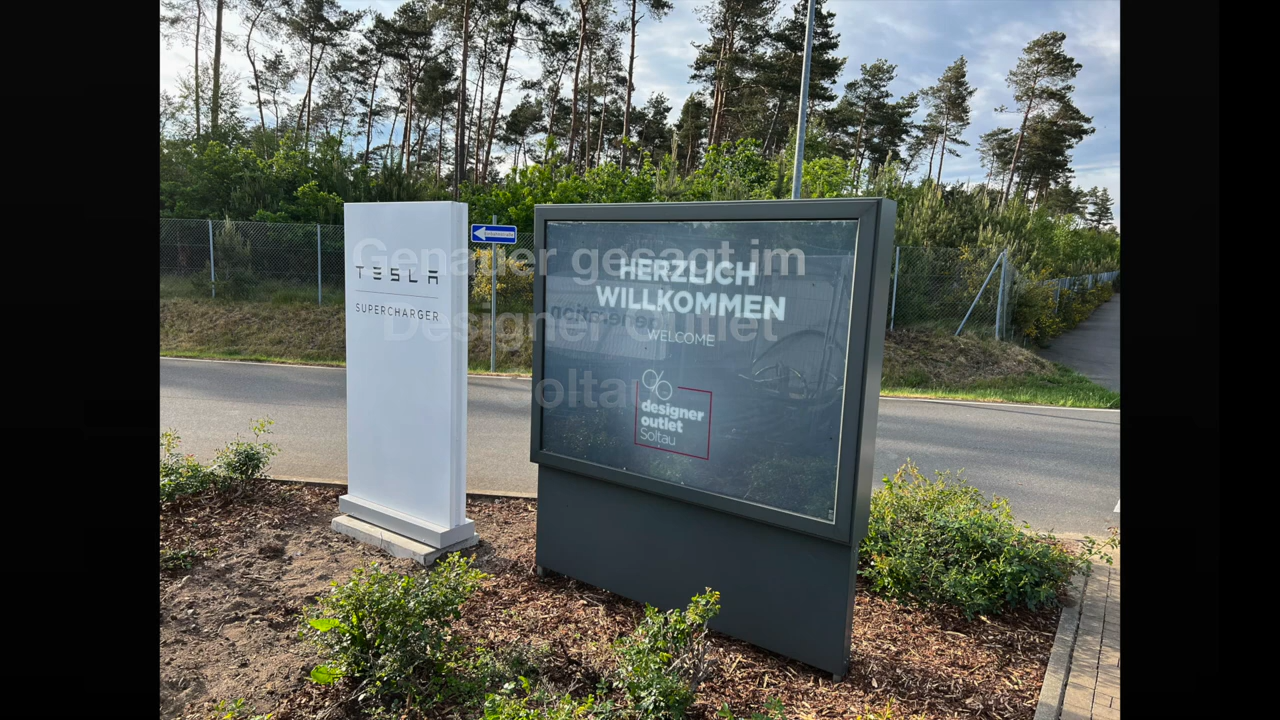 Genauer gesagt im
Designer Outlet
Soltau
TESLA
SUPERCHARGER
HERZLICH
WILLKOMMEN
WELCOME
designer
outlet
Soltau